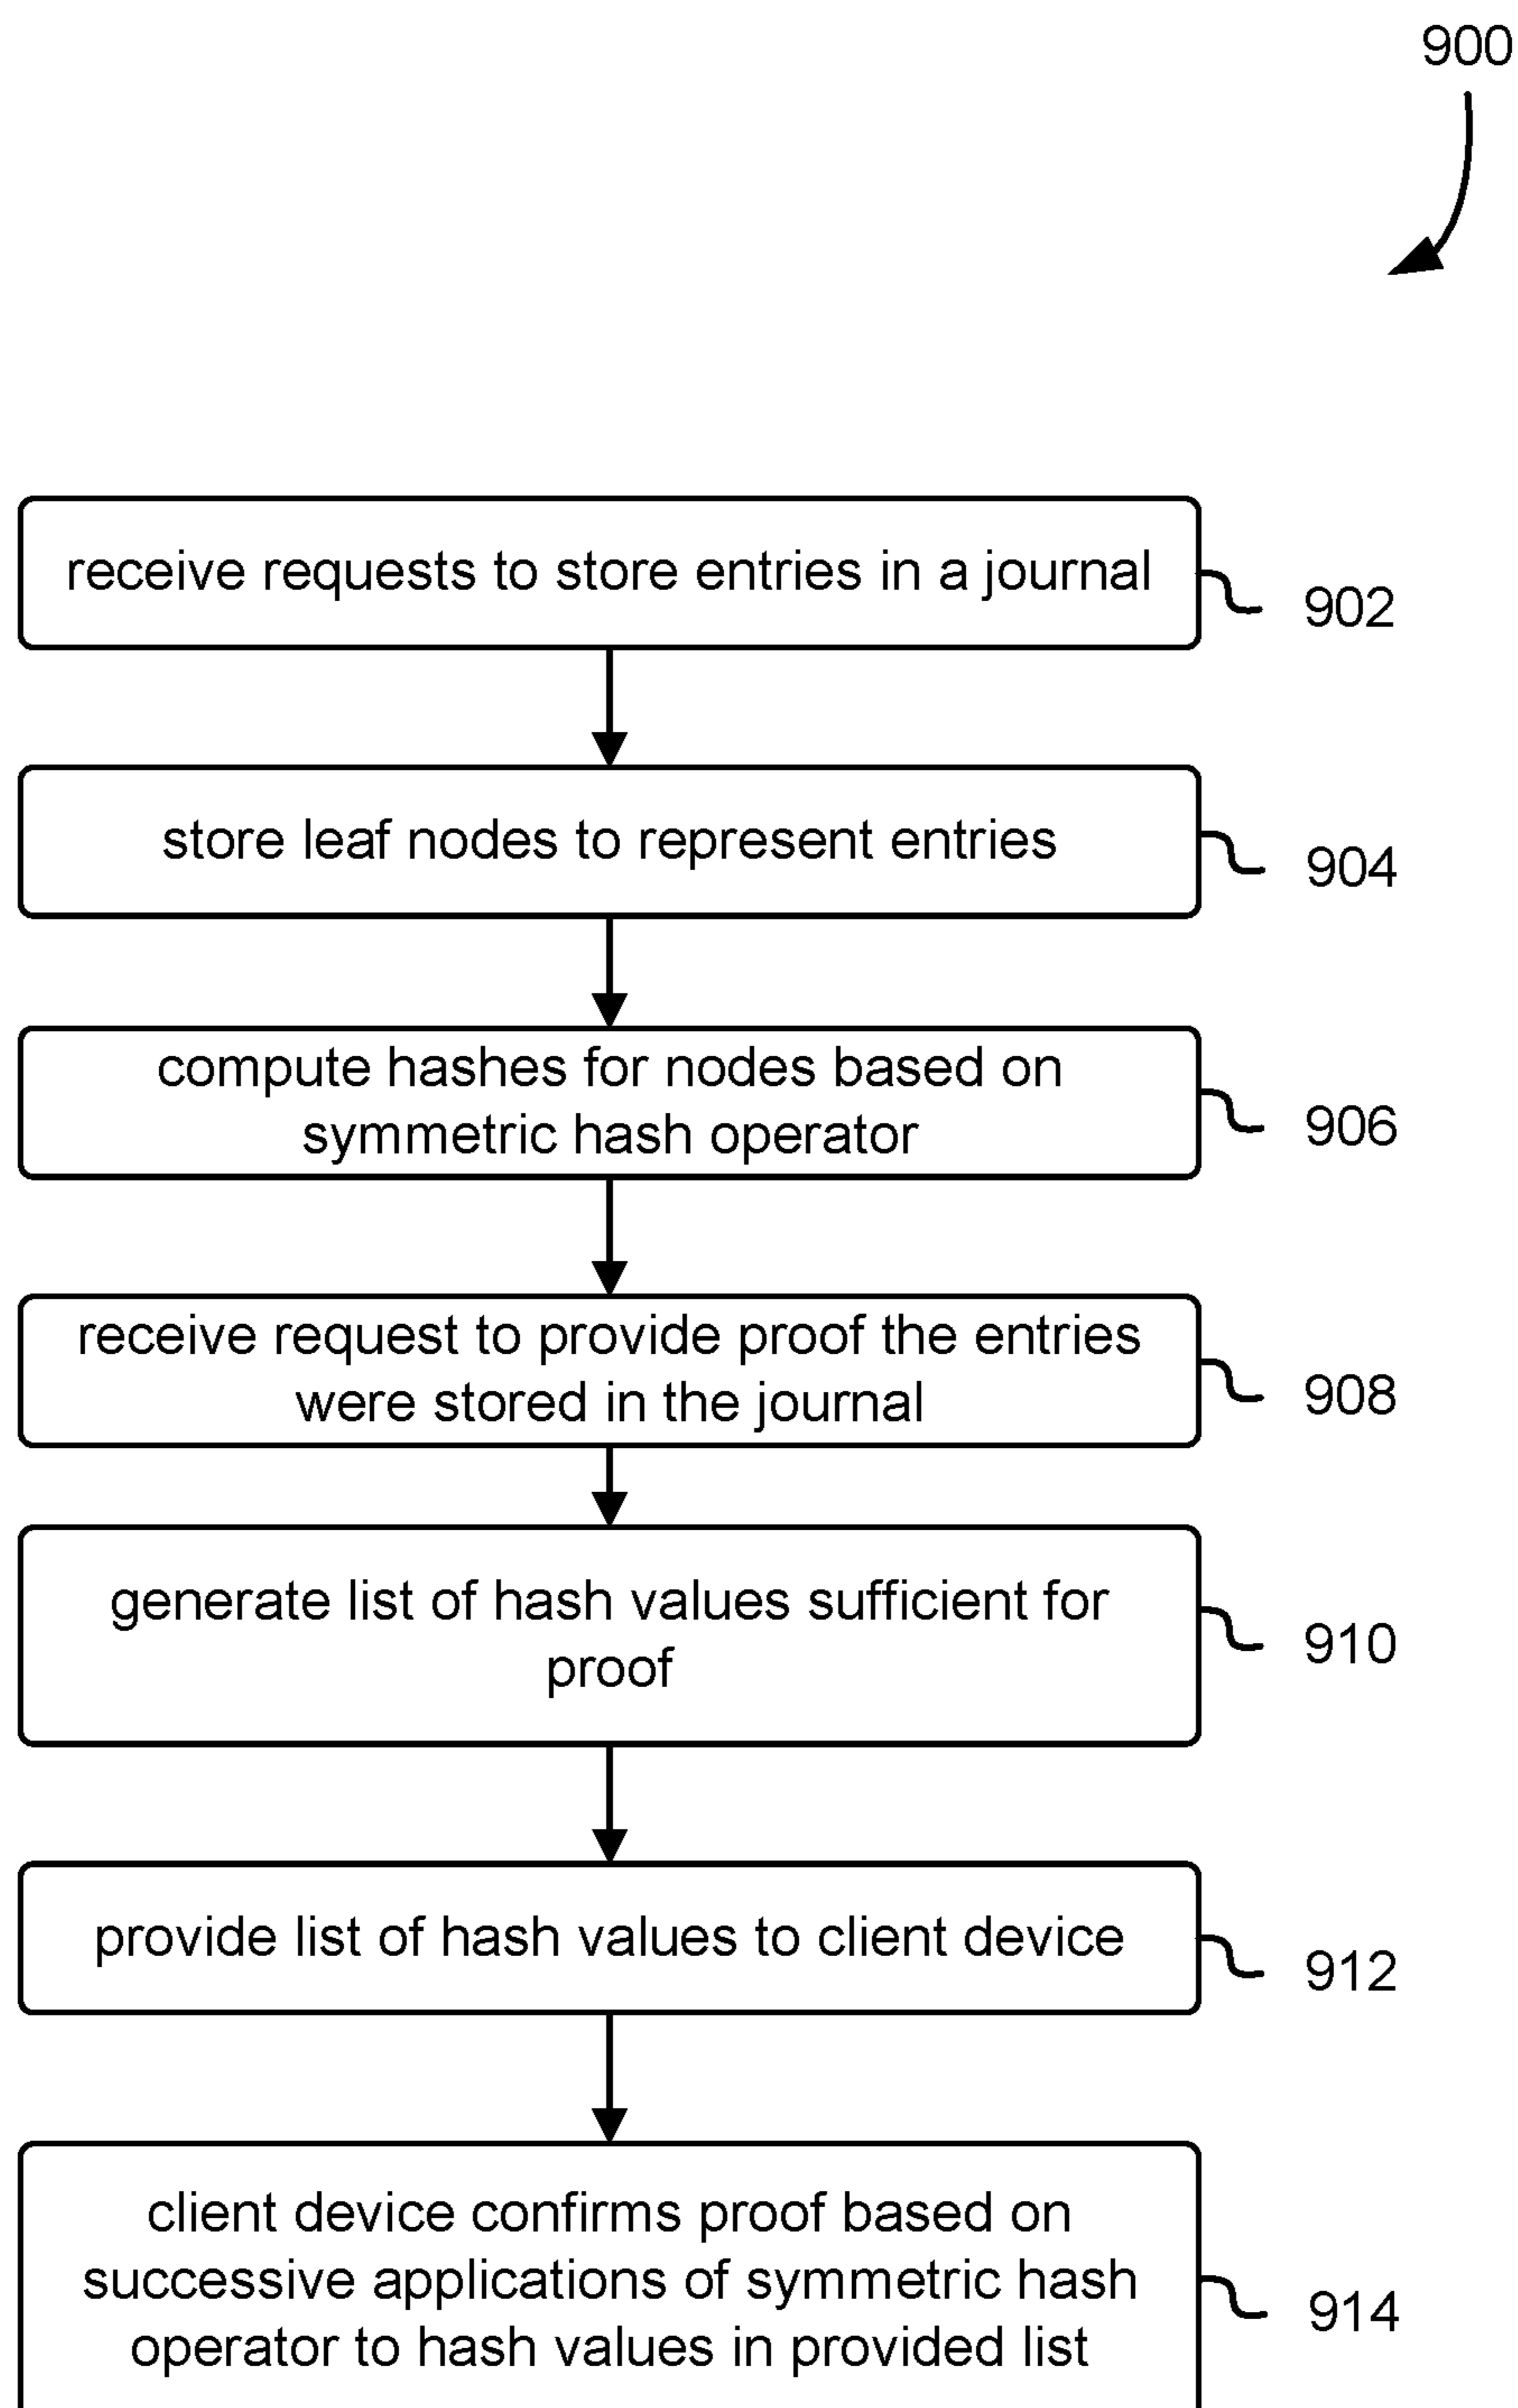 900
receive requests to store entries in a journal
902
store leaf nodes to represent entries
904
compute hashes for nodes based on
symmetric hash operator
906
receive request to provide proof the entries
were stored in the journal
908
generate list of hash values sufficient for
proof
910
provide list of hash values to client device
912
client device confirms proof based on
successive applications of symmetric hash
operator to hash values in provided list
914